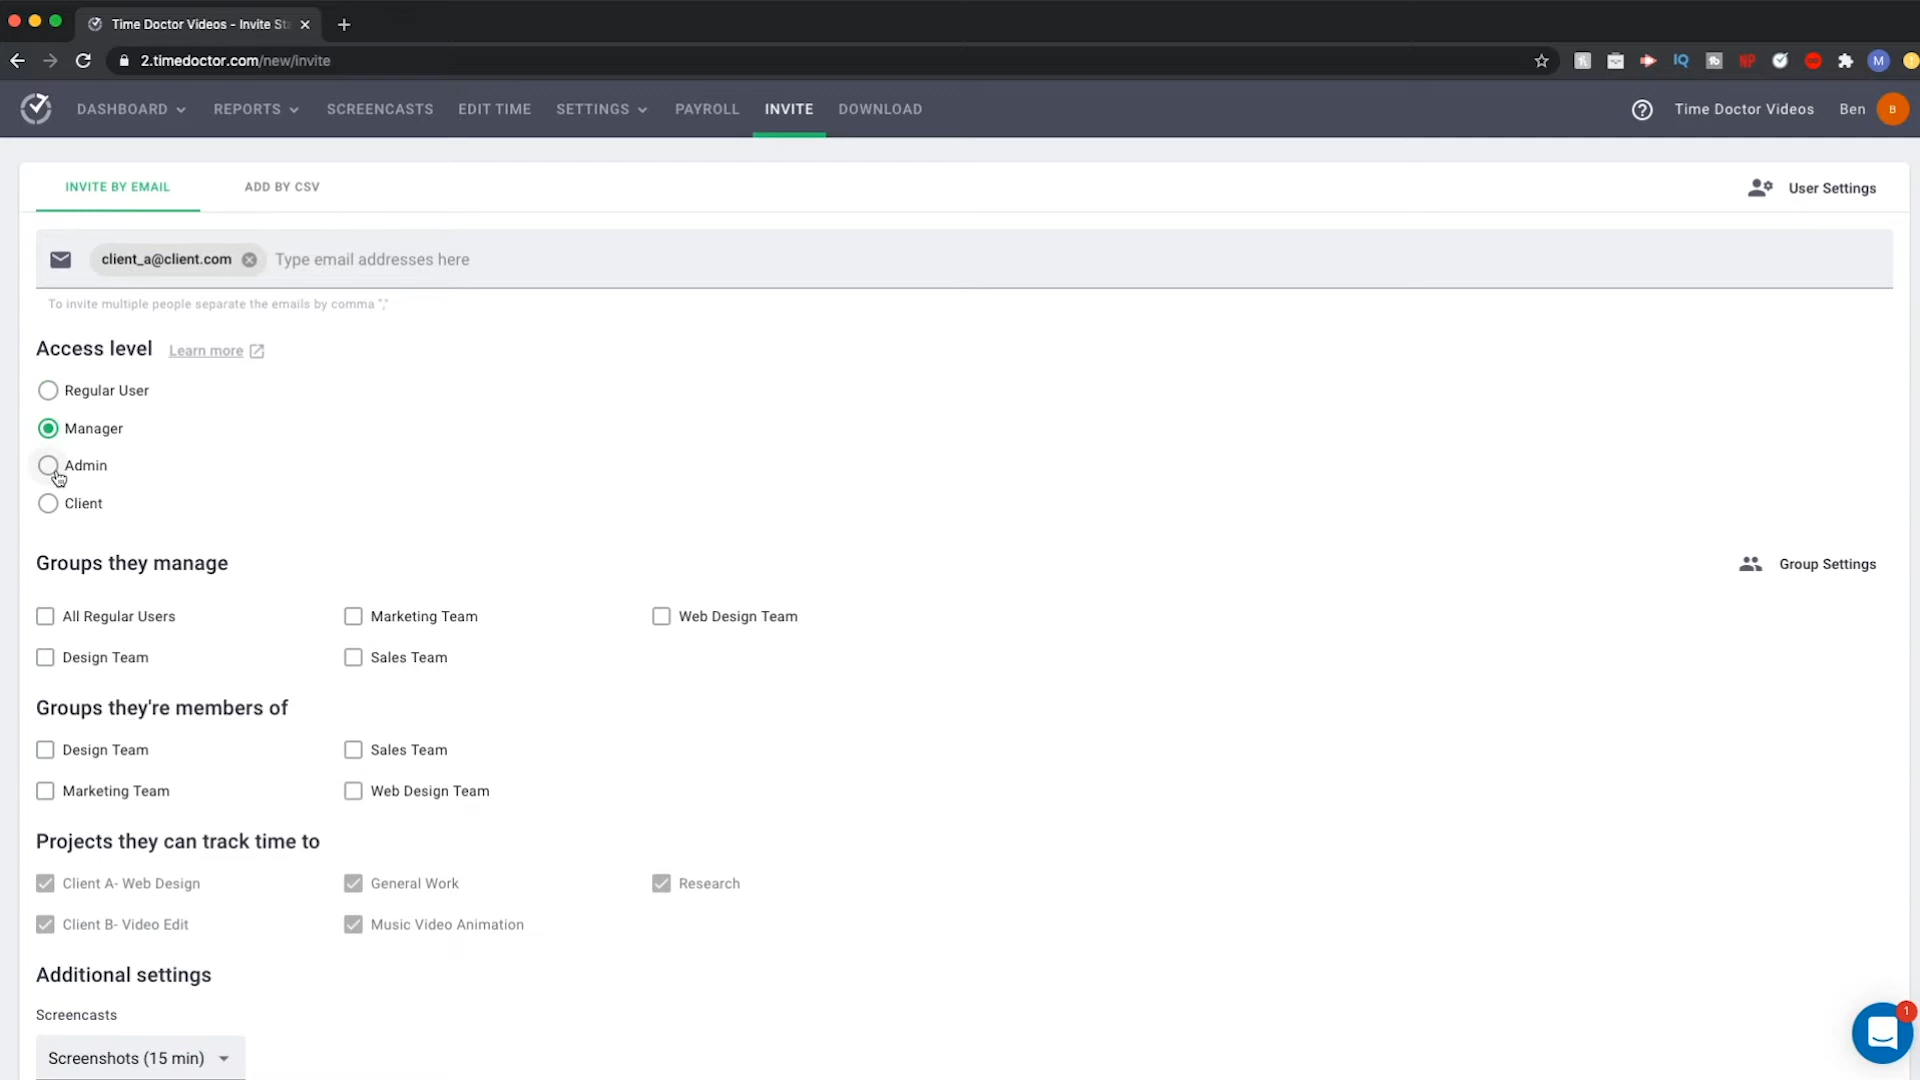 Time Doctor Videos - Invite St
2.timedoctor.com/new/invite
IQ
NP
M
DASHBOARD
REPORTS
SCREENCASTS
EDIT TIME
SETTINGS
PAYROLL
INVITE
DOWNLOAD
Time Doctor Videos
Ben
B
INVITE BY EMAIL
ADD BY CSV
User Settings
client_a@client.com
Type email addresses here
To invite multiple people separate the emails by comma ","
Access level
Learn more
Regular User
Manager
Admin
Client
Groups they manage
Group Settings
All Regular Users
Marketing Team
Web Design Team
Design Team
Sales Team
Groups they're members of
Design Team
Sales Team
Marketing Team
Web Design Team
Projects they can track time to
Client A- Web Design
General Work
Research
Client B- Video Edit
Music Video Animation
Additional settings
Screencasts
Screenshots (15 min)
1